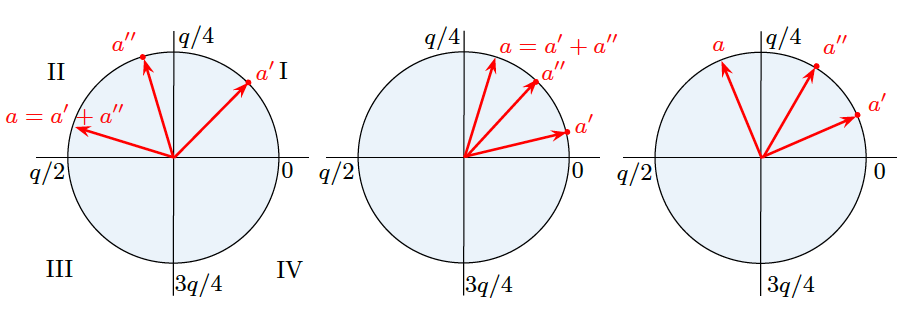 a'' q/4
II a' I
a = a' + a''
q/2 0
III IV
3q/4
q/4 a = a' + a''
a''
a'
q/2 0
3q/4
a q/4 a''
a'
q/2 0
3q/4